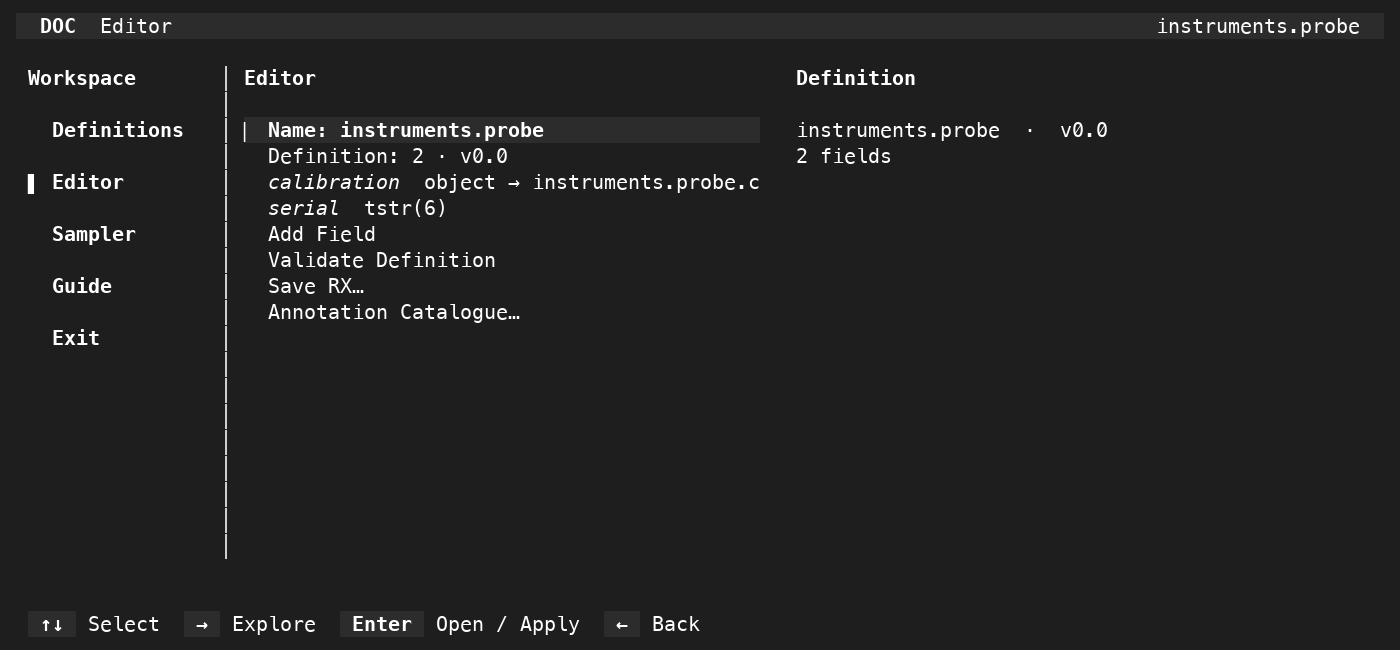 DOC Editor instruments.probe
Workspace Editor Definition
Definitions Name: instruments.probe instruments.probe · v0.0
Definition: 2 · v0.0 2 fields
Editor calibration object → instruments.probe.c
serial tstr(6)
Sampler Add Field
Validate Definition
Guide Save RX…
Annotation Catalogue…
Exit
↑↓ Select → Explore Enter Open / Apply ← Back